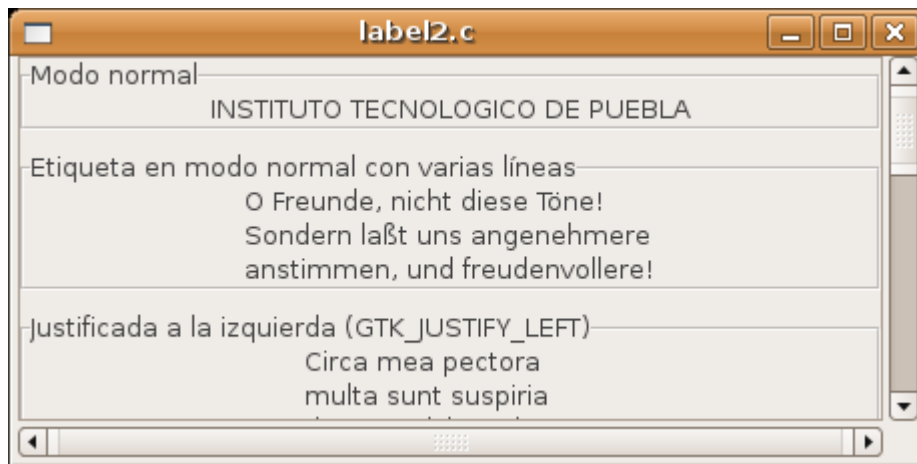 label2.c
Modo normal
INSTITUTO TECNOLOGICO DE PUEBLA
Etiqueta en modo normal con varias líneas
O Freunde, nicht diese Töne!
Sondern laßt uns angenehmere
anstimmen, und freudenvollere!
Justificada a la izquierda (GTK_JUSTIFY_LEFT)
Circa mea pectora
multa sunt suspiria